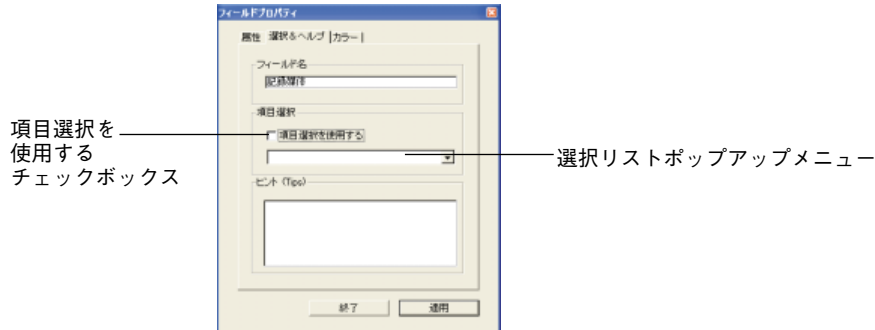 フィールドプロパティ
属性 選択&ヘルプ カラー
フィールド名
記録媒体
項目選択
項目選択を使用する
ヒント (Tips)
終了 適用
項目選択を
使用する
チェックボックス
選択リストポップアップメニュー